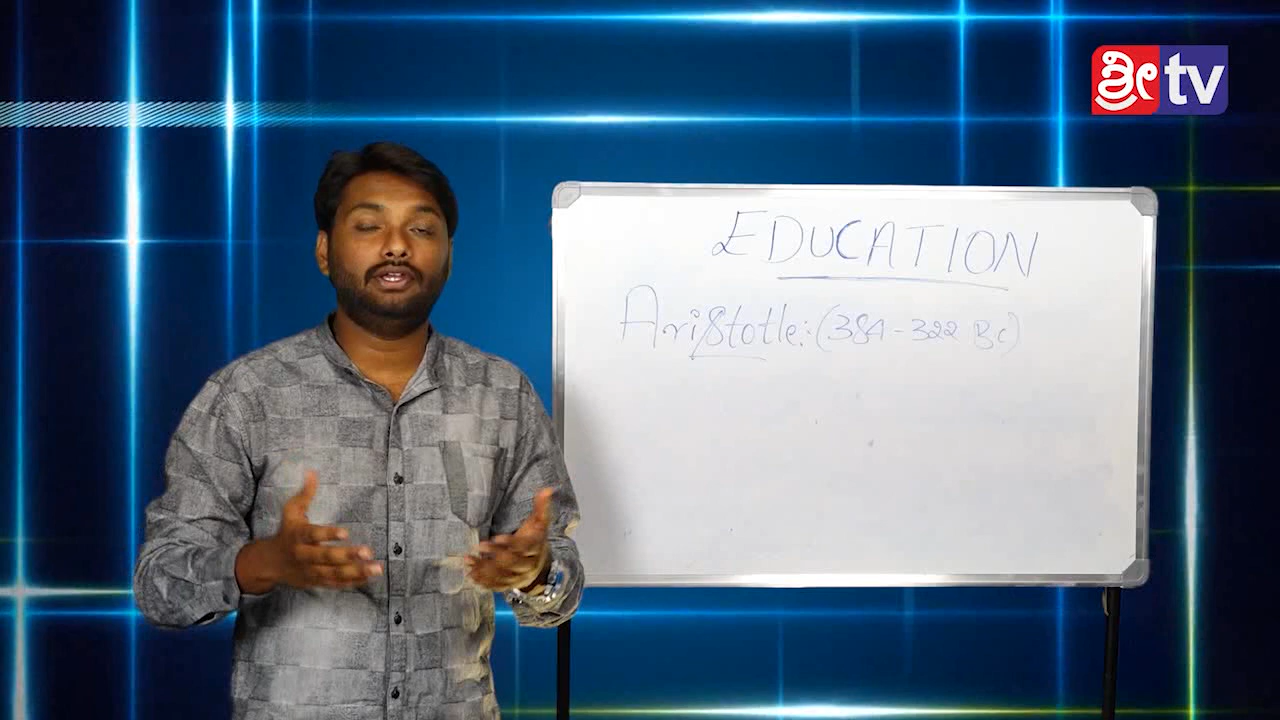 శ్రీ tv
EDUCATION
Aristotle:(384-322 BC)